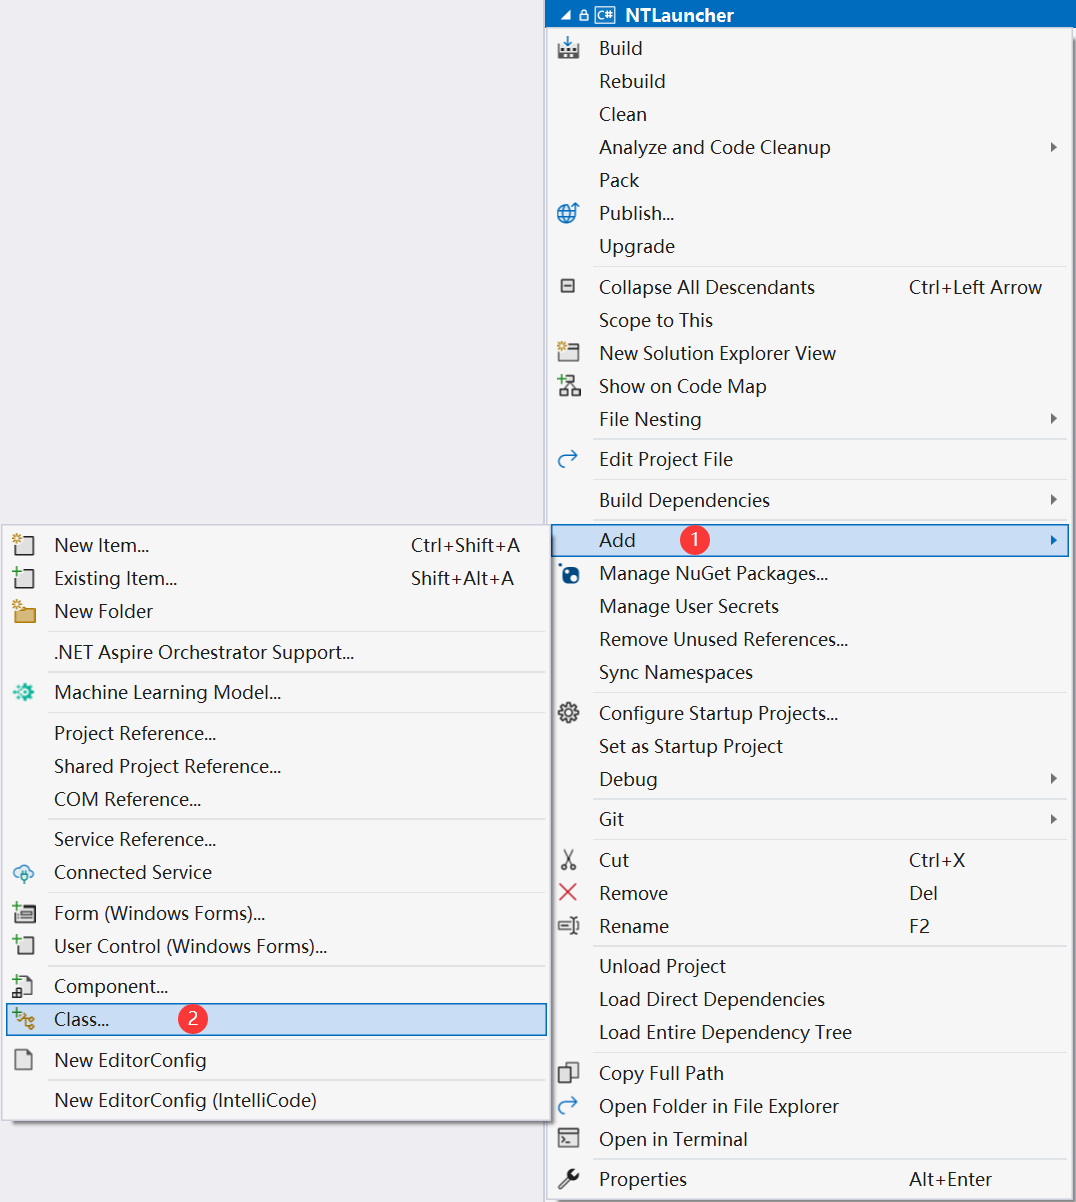 C# NTLauncher
Build
Rebuild
Clean
Analyze and Code Cleanup
Pack
Publish...
Upgrade
Collapse All Descendants Ctrl+Left Arrow
Scope to This
New Solution Explorer View
Show on Code Map
File Nesting
Edit Project File
Build Dependencies
Add 1
Manage NuGet Packages...
Manage User Secrets
Remove Unused References...
Sync Namespaces
Configure Startup Projects...
Set as Startup Project
Debug
Git
Cut Ctrl+X
Remove Del
Rename F2
Unload Project
Load Direct Dependencies
Load Entire Dependency Tree
Copy Full Path
Open Folder in File Explorer
Open in Terminal
Properties Alt+Enter
New Item... Ctrl+Shift+A
Existing Item... Shift+Alt+A
New Folder
.NET Aspire Orchestrator Support...
Machine Learning Model...
Project Reference...
Shared Project Reference...
COM Reference...
Service Reference...
Connected Service
Form (Windows Forms)...
User Control (Windows Forms)...
Component...
Class... 2
New EditorConfig
New EditorConfig (IntelliCode)